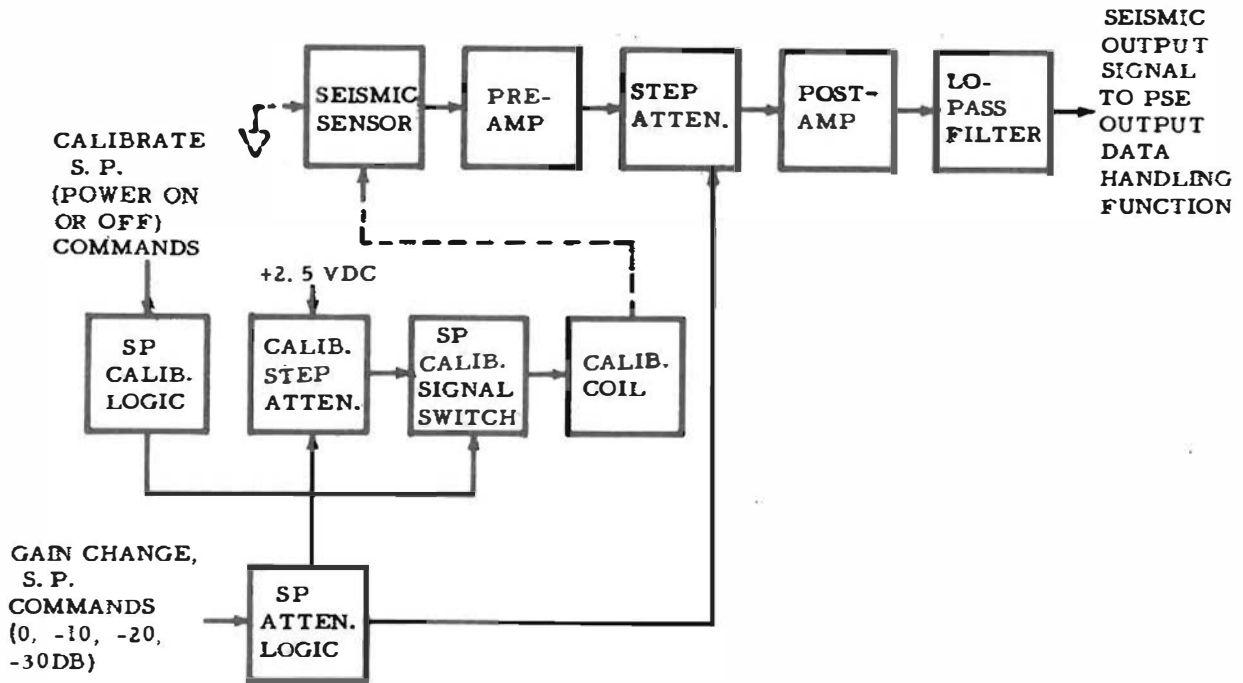 SEISMIC
SENSOR
PRE-
AMP
STEP
ATTEN.
POST-
AMP
LO-
PASS
FILTER
SEISMIC
OUTPUT
SIGNAL
TO PSE
OUTPUT
DATA
HANDLING
FUNCTION
CALIBRATE
S. P.
(POWER ON
OR OFF)
COMMANDS
+2. 5 VDC
SP
CALIB.
LOGIC
CALIB.
STEP
ATTEN.
SP
CALIB.
SIGNAL
SWITCH
CALIB.
COIL
GAIN CHANGE,
S. P.
COMMANDS
(0, -10, -20,
-30DB)
SP
ATTEN.
LOGIC